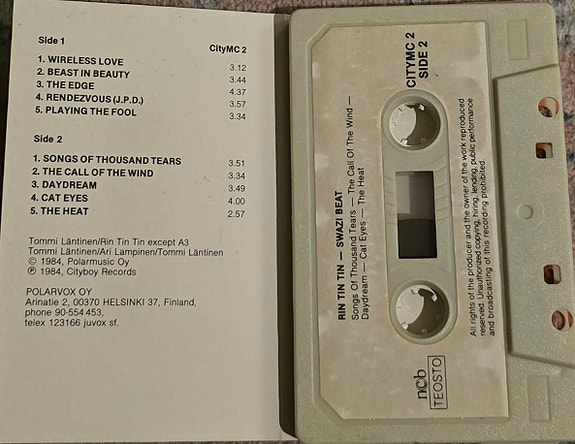 Side 1
CityMC 2
1. WIRELESS LOVE 3.12
2. BEAST IN BEAUTY 3.44
3. THE EDGE 4.37
4. RENDEZVOUS (J.P.D.) 3.57
5. PLAYING THE FOOL 3.34
Side 2
1. SONGS OF THOUSAND TEARS 3.51
2. THE CALL OF THE WIND 3.34
3. DAYDREAM 3.49
4. CAT EYES 4.00
5. THE HEAT 2.57
Tommi Läntinen/Rin Tin Tin except A3
Tommi Läntinen/Ari Lampinen/Tommi Läntinen
© 1984, Polarmusic Oy
℗ 1984, Cityboy Records
POLARVOX OY
Arinatie 2, 00370 HELSINKI 37, Finland,
phone 90-554 453,
telex 123166 juvox sf.
CITYMC 2
SIDE 2
RIN TIN TIN — SWAZI BEAT
Songs Of Thousand Tears — The Call Of The Wind —
Daydream — Cat Eyes — The Heat
All rights of the producer and the owner of the work reproduced
reserved. Unauthorized copying, hiring, lending, public performance
and broadcasting of this recording prohibited.
ncb
TEOSTO